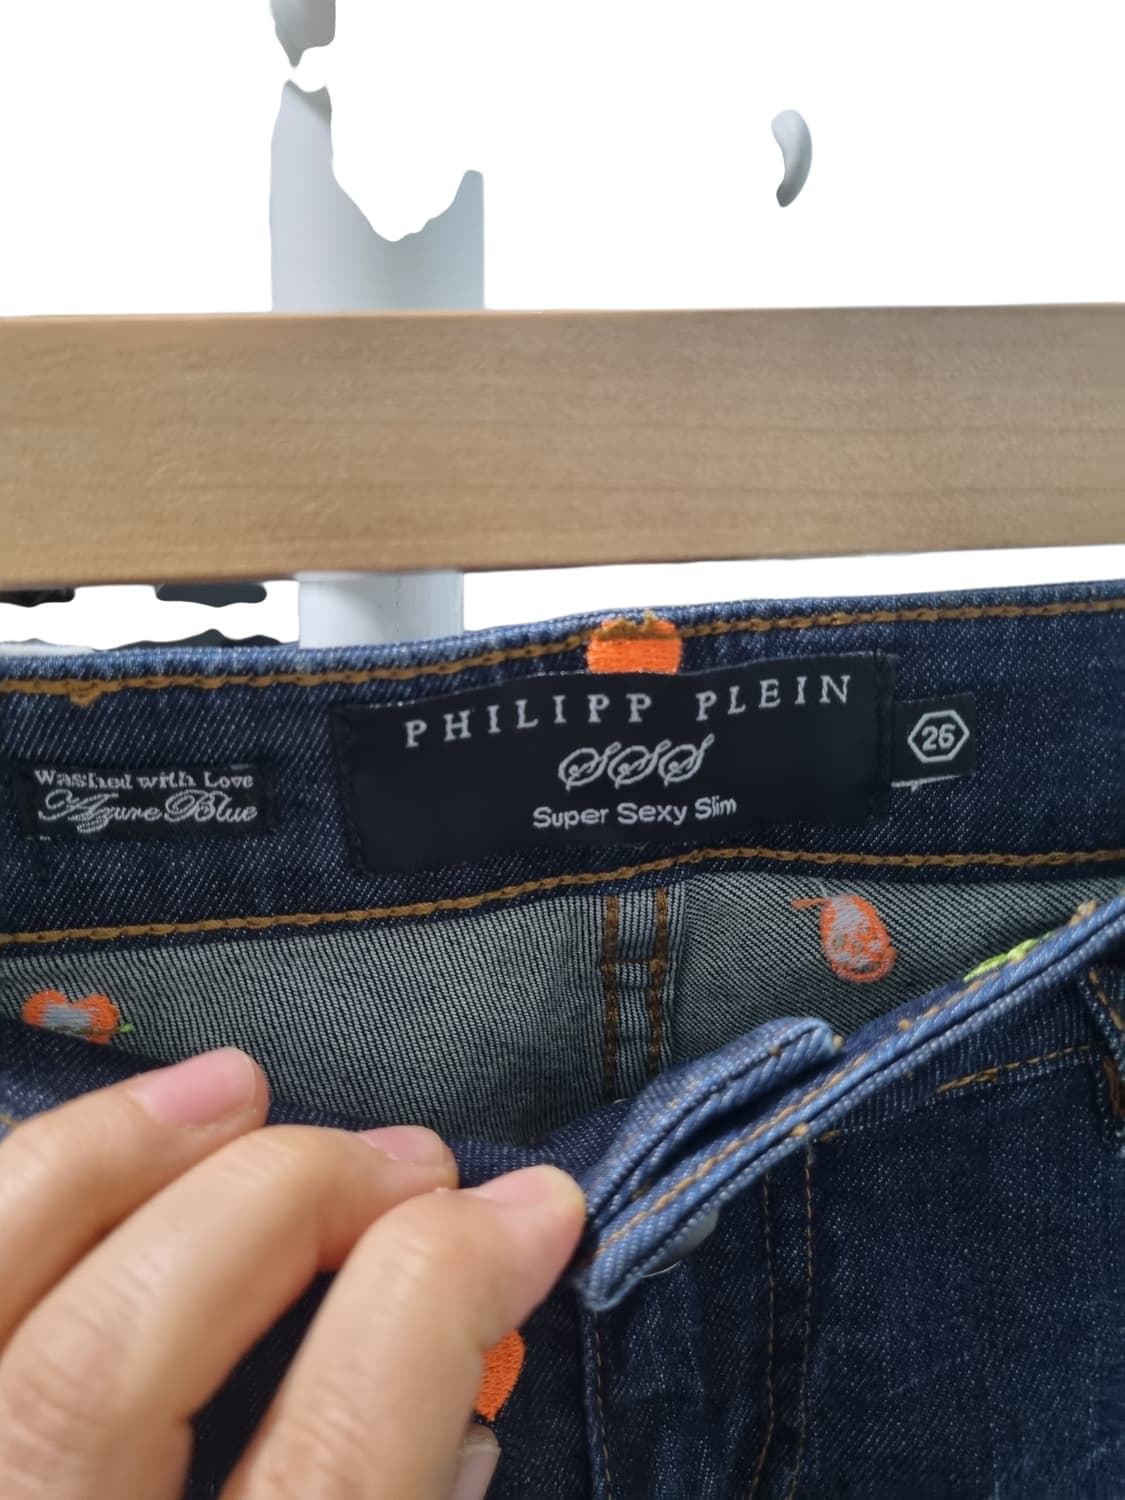 PHILIPP PLEIN
SSS
Super Sexy Slim
26
Washed with Love
Azure Blue